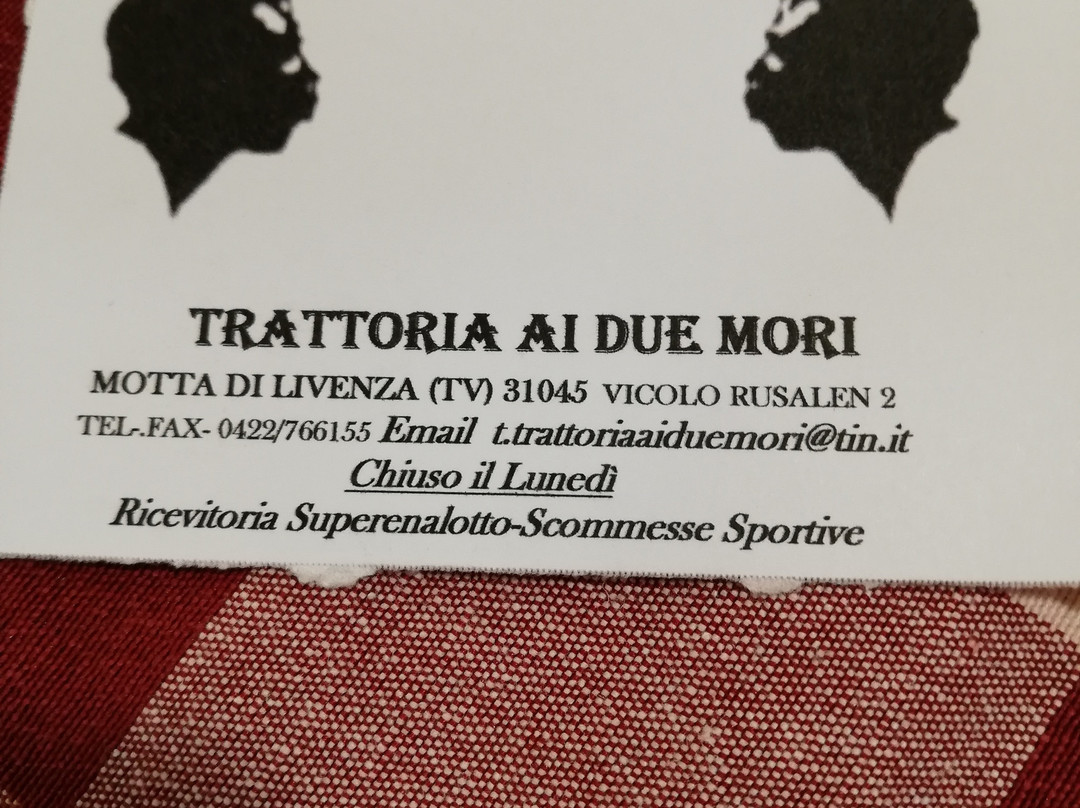 TRATTORIA AI DUE MORI
MOTTA DI LIVENZA (TV) 31045 VICOLO RUSALEN 2
TEL-.FAX- 0422/766155 Email t.trattoriaaiduemori@tin.it
Chiuso il Lunedì
Ricevitoria Superenalotto-Scommesse Sportive